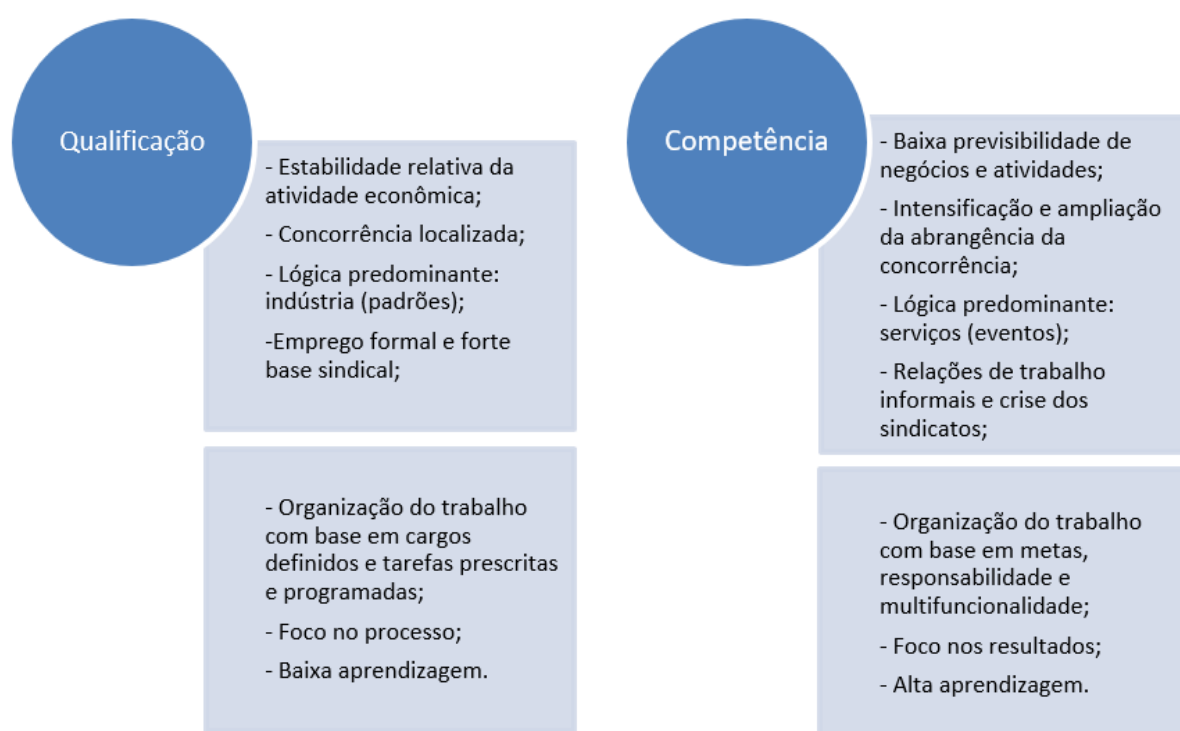 Qualificação
- Estabilidade relativa da
atividade econômica;
- Concorrência localizada;
- Lógica predominante:
indústria (padrões);
-Emprego formal e forte
base sindical;
- Organização do trabalho
com base em cargos
definidos e tarefas prescritas
e programadas;
- Foco no processo;
- Baixa aprendizagem.
Competência
- Baixa previsibilidade de
negócios e atividades;
- Intensificação e ampliação
da abrangência da
concorrência;
- Lógica predominante:
serviços (eventos);
- Relações de trabalho
informais e crise dos
sindicatos;
- Organização do trabalho
com base em metas,
responsabilidade e
multifuncionalidade;
- Foco nos resultados;
- Alta aprendizagem.